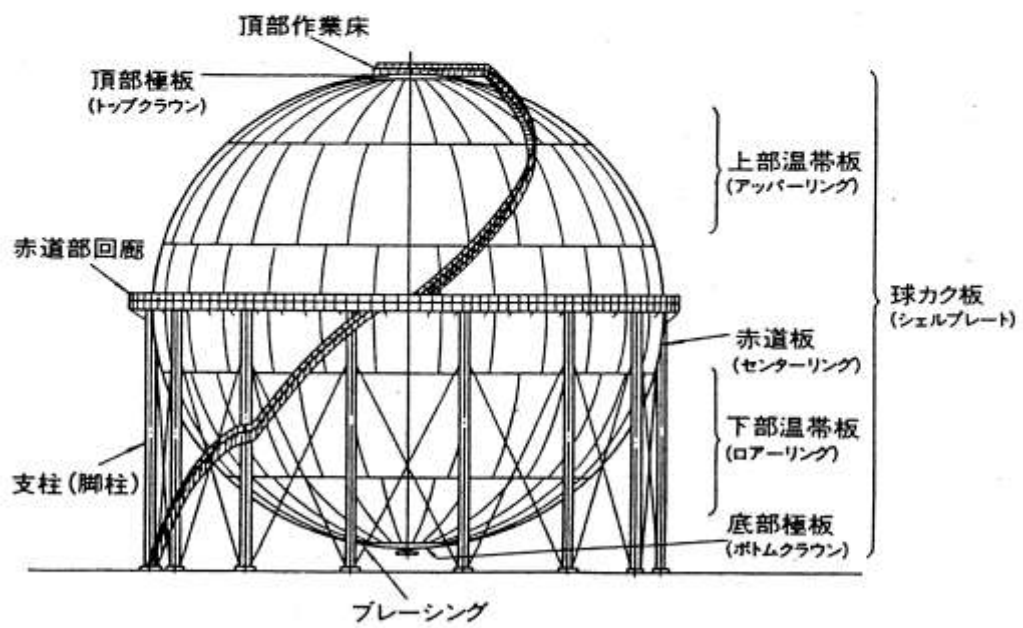 頂部作業床
頂部極板
(トップクラウン)
上部温帯板
(アッパーリング)
赤道部回廊
球カク板
(シェルプレート)
赤道板
(センターリング)
下部温帯板
(ロアーリング)
支柱(脚柱)
底部極板
(ボトムクラウン)
ブレーシング